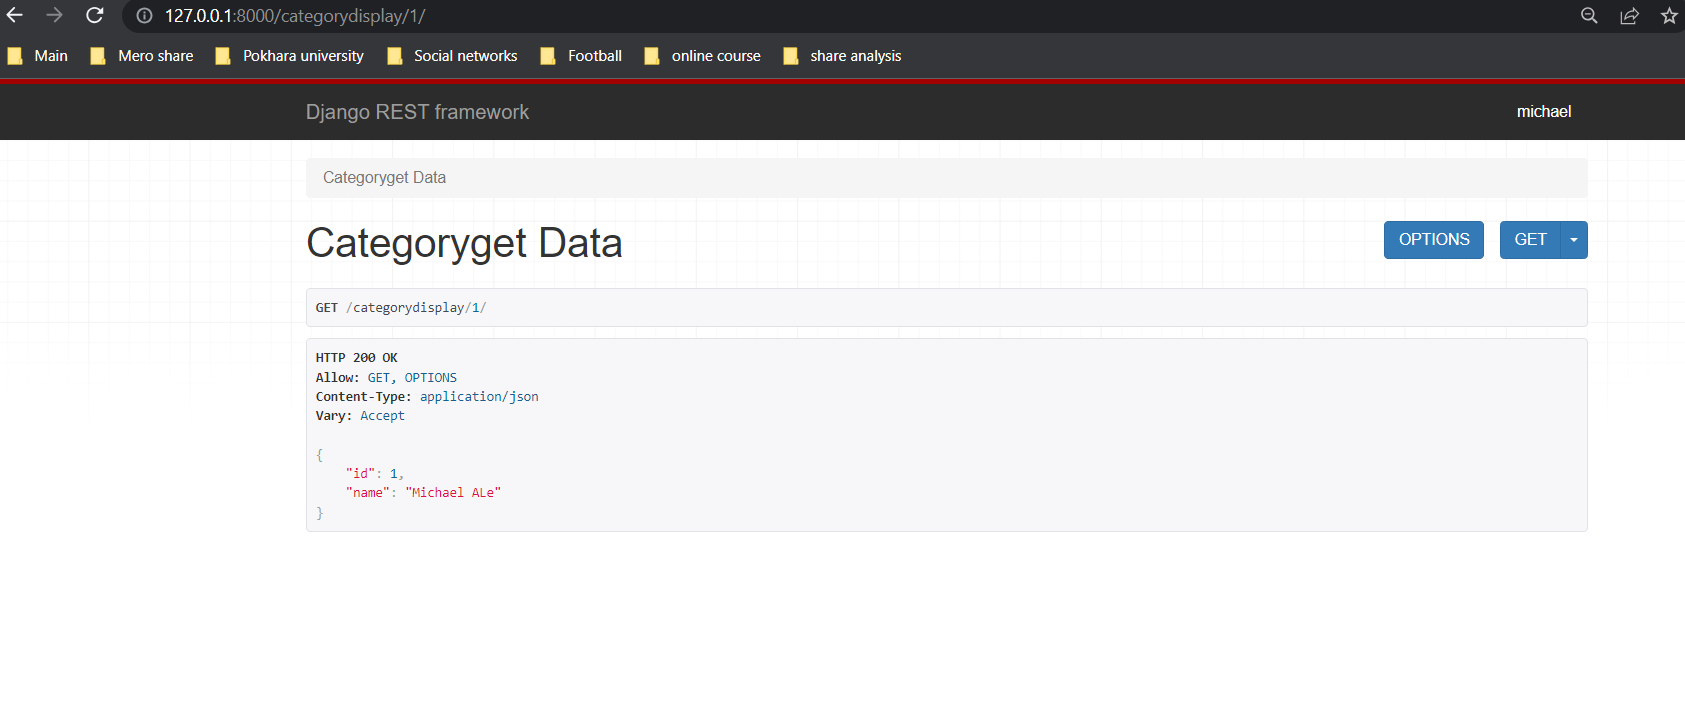 127.0.0.1:8000/categorydisplay/1/
Main Mero share Pokhara university Social networks Football online course share analysis
Django REST framework michael
Categoryget Data
Categoryget Data OPTIONS GET
GET /categorydisplay/1/
HTTP 200 OK
Allow: GET, OPTIONS
Content-Type: application/json
Vary: Accept
{
"id": 1,
"name": "Michael ALe"
}